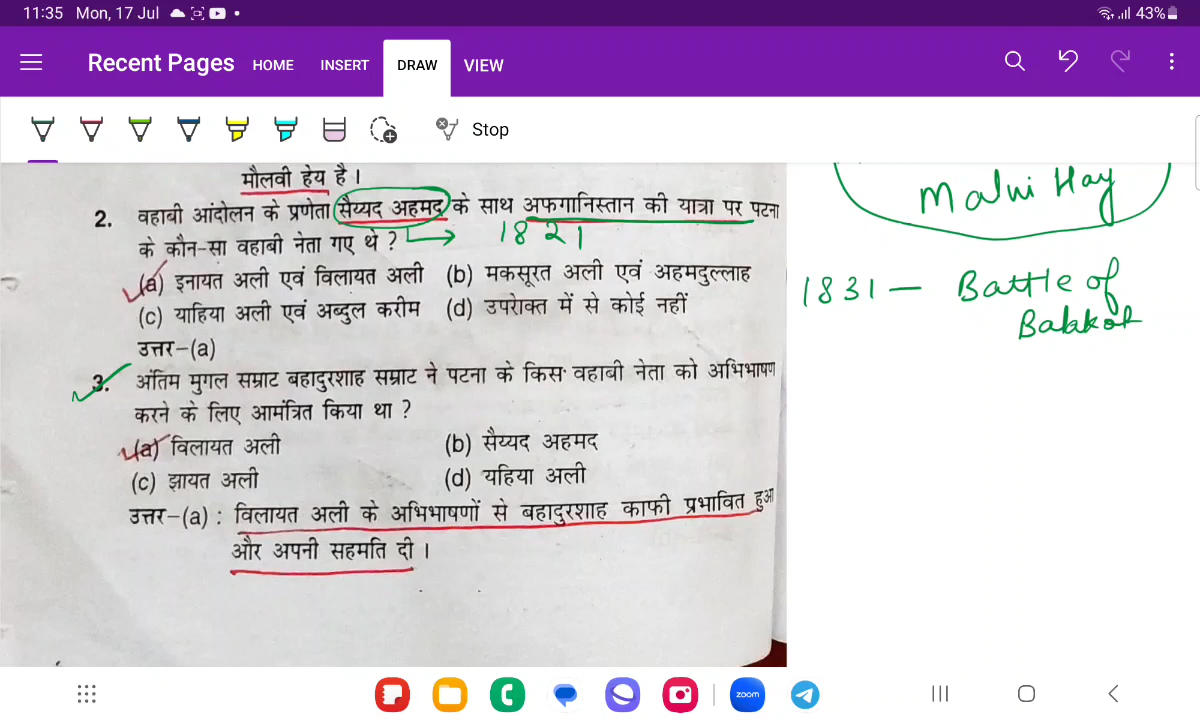 11:35 Mon, 17 Jul 43%
Recent Pages HOME INSERT DRAW VIEW
Stop
मौलवी हेय है।
2. वहाबी आंदोलन के प्रणेता सैय्यद अहमद के साथ अफगानिस्तान की यात्रा पर पटना
के कौन-सा वहाबी नेता गए थे ? 1821
(a) इनायत अली एवं विलायत अली (b) मकसूरत अली एवं अहमदुल्लाह
(c) याहिया अली एवं अब्दुल करीम (d) उपरोक्त में से कोई नहीं
उत्तर-(a)
3. अंतिम मुगल सम्राट बहादुरशाह सम्राट ने पटना के किस वहाबी नेता को अभिभाषण
करने के लिए आमंत्रित किया था ?
(a) विलायत अली (b) सैय्यद अहमद
(c) झायत अली (d) यहिया अली
उत्तर-(a) : विलायत अली के अभिभाषणों से बहादुरशाह काफी प्रभावित हुआ
और अपनी सहमति दी।
Malvi Hay
1831 - Battle of
Balakot
zoom